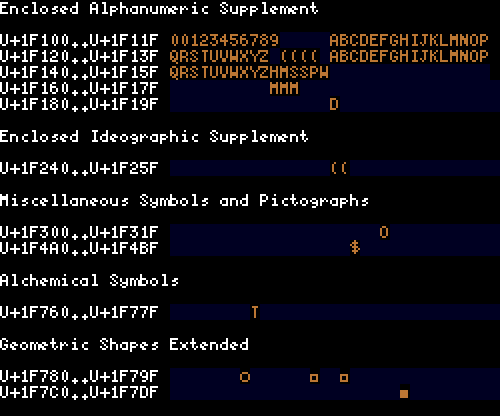 Enclosed Alphanumeric Supplement
U+1F100..U+1F11F 00123456789 ABCDEFGHIJKLMNOP
U+1F120..U+1F13F QRSTUVWXYZ (((( ABCDEFGHIJKLMNOP
U+1F140..U+1F15F QRSTUVWXYZHMSSPW
U+1F160..U+1F17F MMM
U+1F180..U+1F19F D
Enclosed Ideographic Supplement
U+1F240..U+1F25F ((
Miscellaneous Symbols and Pictographs
U+1F300..U+1F31F O
U+1F4A0..U+1F4BF $
Alchemical Symbols
U+1F760..U+1F77F T
Geometric Shapes Extended
U+1F780..U+1F79F ○ ▫ ▫
U+1F7C0..U+1F7DF ▪